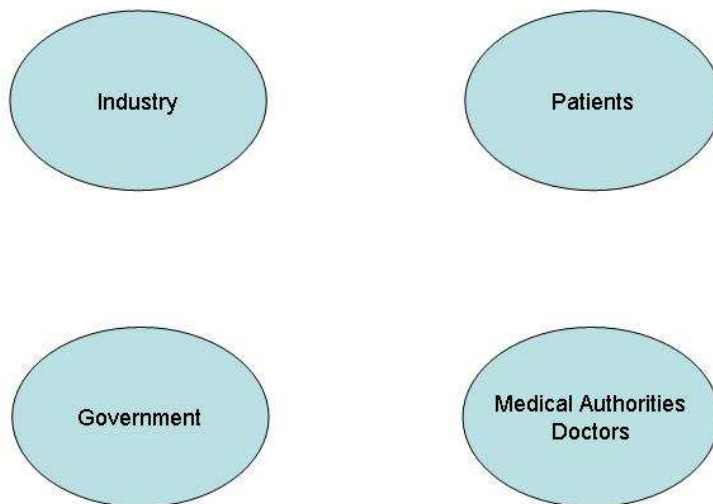 Industry
Patients
Government
Medical Authorities
Doctors